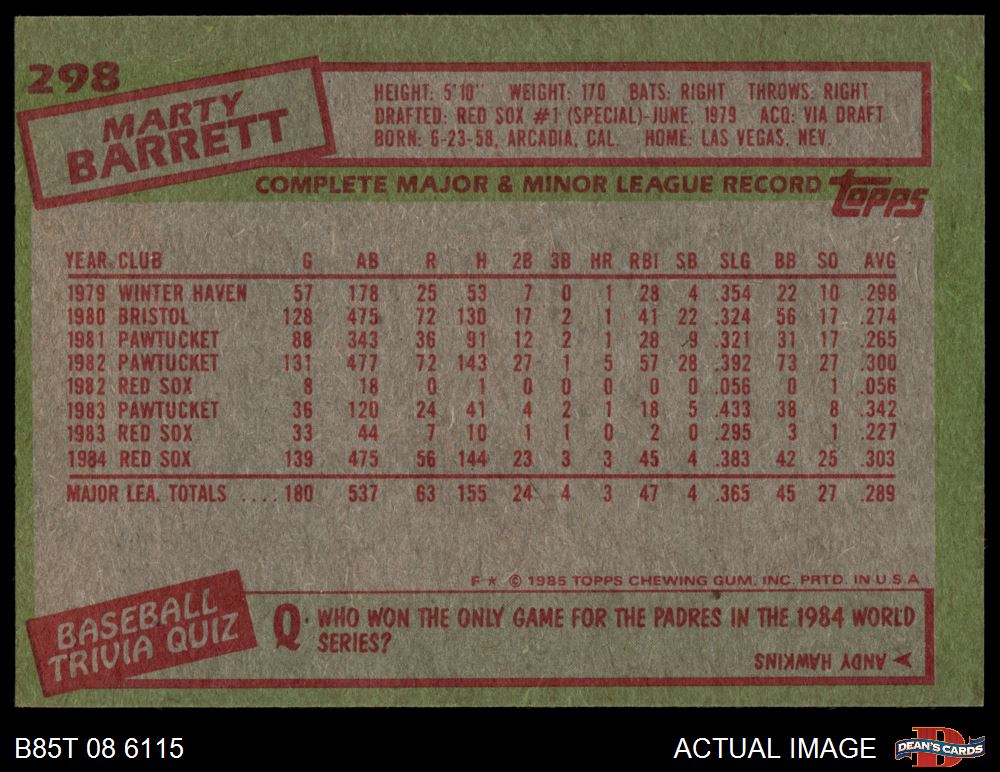 298
MARTY
BARRETT
HEIGHT: 5'10" WEIGHT: 170 BATS: RIGHT THROWS: RIGHT
DRAFTED: RED SOX #1 (SPECIAL)-JUNE, 1979 ACQ: VIA DRAFT
BORN: 6-23-58, ARCADIA, CAL. HOME: LAS VEGAS, NEV.
COMPLETE MAJOR & MINOR LEAGUE RECORD topps
YEAR CLUB G AB R H 2B 3B HR RBI SB SLG BB SO AVG
1979 WINTER HAVEN 57 178 25 53 7 0 1 28 4 .354 22 10 .298
1980 BRISTOL 128 475 72 130 17 2 1 41 22 .324 56 17 .274
1981 PAWTUCKET 88 343 36 91 12 2 1 28 9 .321 31 17 .265
1982 PAWTUCKET 131 477 72 143 27 1 5 57 28 .392 73 27 .300
1982 RED SOX 8 18 0 1 0 0 0 0 0 .056 0 1 .056
1983 PAWTUCKET 36 120 24 41 4 2 1 18 5 .433 38 8 .342
1983 RED SOX 33 44 7 10 1 1 0 2 0 .295 3 1 .227
1984 RED SOX 139 475 56 144 23 3 3 45 4 .383 42 25 .303
MAJOR LEA. TOTALS .... 180 537 63 155 24 4 3 47 4 .365 45 27 .289
F * © 1985 TOPPS CHEWING GUM, INC. PRTD. IN U.S.A
BASEBALL
TRIVIA QUIZ
Q. WHO WON THE ONLY GAME FOR THE PADRES IN THE 1984 WORLD
SERIES?
ANDY HAWKINS
B85T 08 6115
ACTUAL IMAGE
DEAN'S CARDS